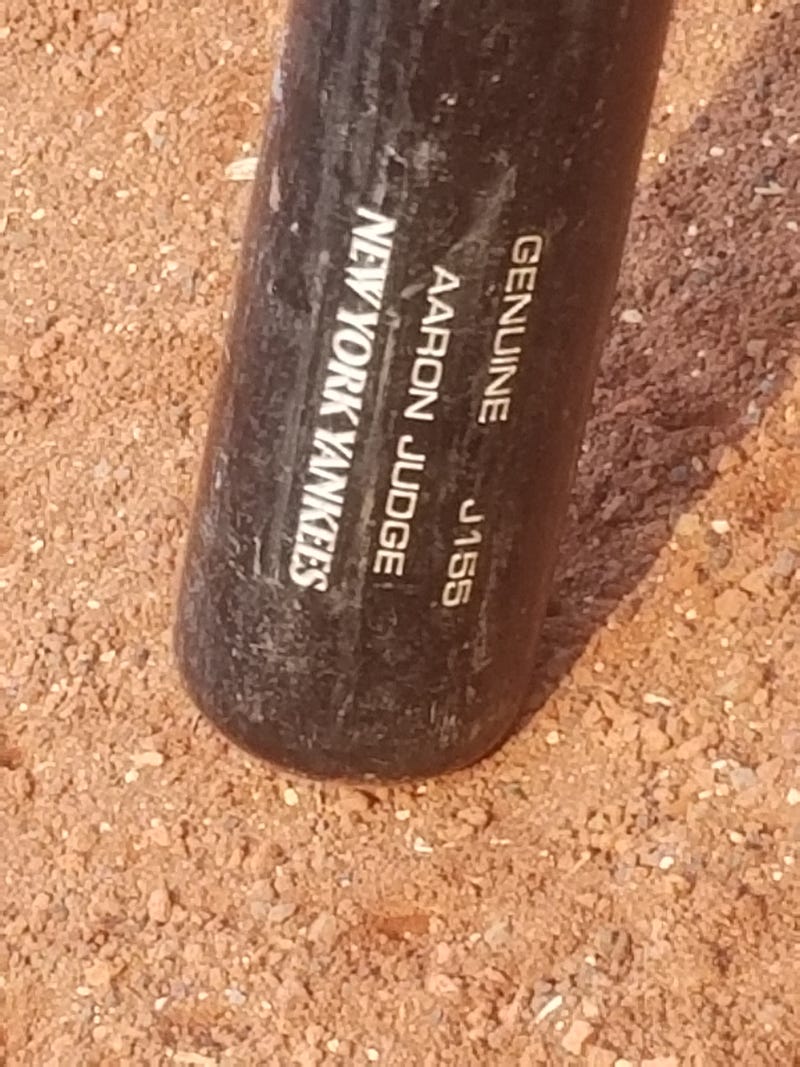 GENUINE J155
AARON JUDGE
NEW YORK YANKEES